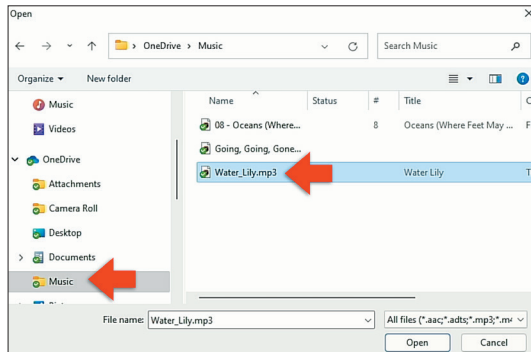 Open
OneDrive > Music
Search Music
Organize
New folder
Name Status # Title
Music
Videos
OneDrive
Attachments
Camera Roll
Desktop
Documents
Music
08 - Oceans (Where... 8 Oceans (Where Feet May ...
Going, Going, Gone...
Water_Lily.mp3 Water Lily
File name: Water_Lily.mp3
All files (*.aac;*.adts;*.mp3;*.m
Open Cancel